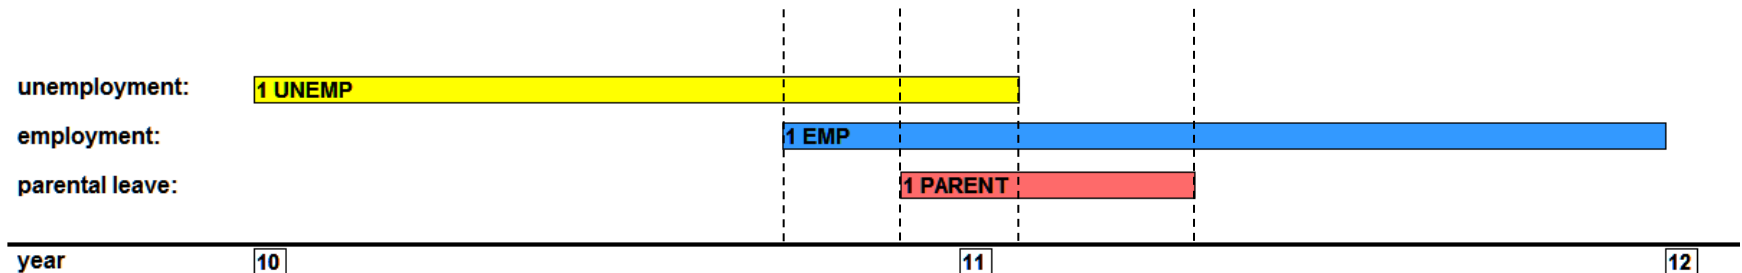 unemployment: 1 UNEMP
employment: 1 EMP
parental leave: 1 PARENT
year 10 11 12